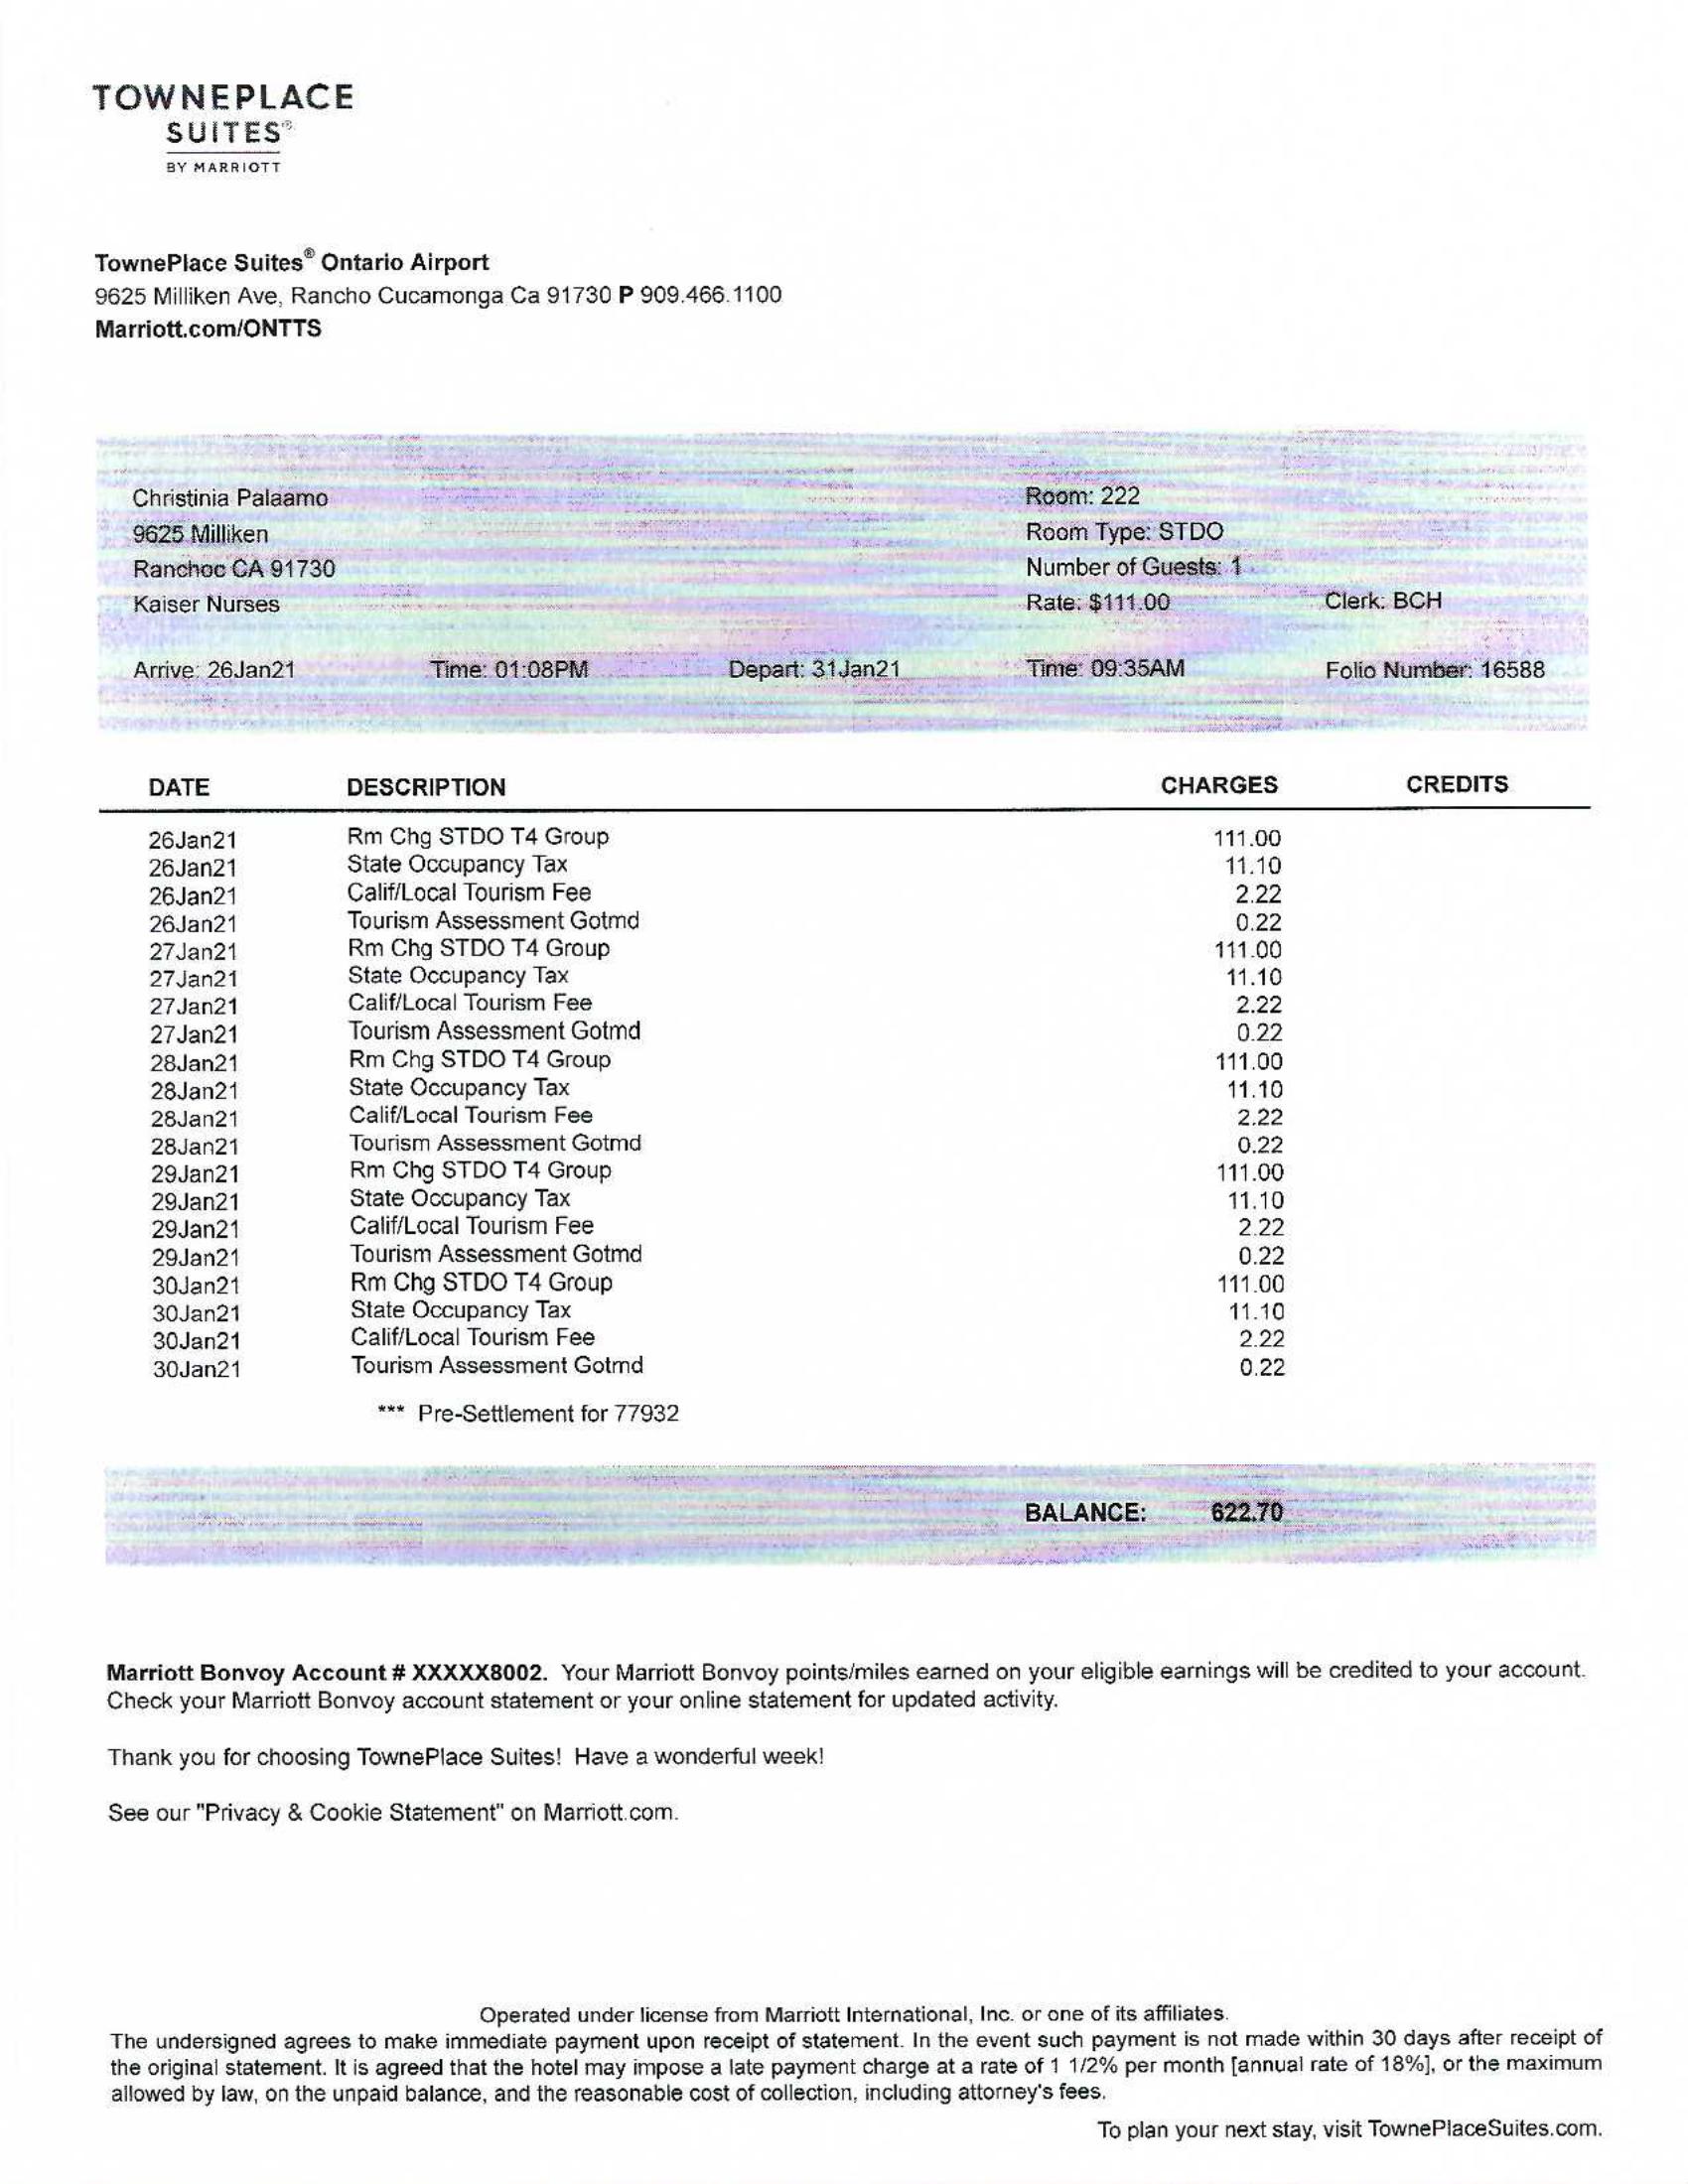 TOWNEPLACE
SUITES®
BY MARRIOTT
TownePlace Suites® Ontario Airport
9625 Milliken Ave, Rancho Cucamonga Ca 91730 P 909.466.1100
Marriott.com/ONTTS
Christinia Palaamo Room: 222
9625 Milliken Room Type: STDO
Ranchoc CA 91730 Number of Guests: 1
Kaiser Nurses Rate: $111.00 Clerk: BCH
Arrive: 26Jan21 Time: 01:08PM Depart: 31Jan21 Time: 09:35AM Folio Number: 16588
DATE DESCRIPTION CHARGES CREDITS
26Jan21 Rm Chg STDO T4 Group 111.00
26Jan21 State Occupancy Tax 11.10
26Jan21 Calif/Local Tourism Fee 2.22
26Jan21 Tourism Assessment Gotmd 0.22
27Jan21 Rm Chg STDO T4 Group 111.00
27Jan21 State Occupancy Tax 11.10
27Jan21 Calif/Local Tourism Fee 2.22
27Jan21 Tourism Assessment Gotmd 0.22
28Jan21 Rm Chg STDO T4 Group 111.00
28Jan21 State Occupancy Tax 11.10
28Jan21 Calif/Local Tourism Fee 2.22
28Jan21 Tourism Assessment Gotmd 0.22
29Jan21 Rm Chg STDO T4 Group 111.00
29Jan21 State Occupancy Tax 11.10
29Jan21 Calif/Local Tourism Fee 2.22
29Jan21 Tourism Assessment Gotmd 0.22
30Jan21 Rm Chg STDO T4 Group 111.00
30Jan21 State Occupancy Tax 11.10
30Jan21 Calif/Local Tourism Fee 2.22
30Jan21 Tourism Assessment Gotmd 0.22
*** Pre-Settlement for 77932
BALANCE: 622.70
Marriott Bonvoy Account # XXXXX8002. Your Marriott Bonvoy points/miles earned on your eligible earnings will be credited to your account.
Check your Marriott Bonvoy account statement or your online statement for updated activity.
Thank you for choosing TownePlace Suites! Have a wonderful week!
See our "Privacy & Cookie Statement" on Marriott.com.
Operated under license from Marriott International, Inc. or one of its affiliates.
The undersigned agrees to make immediate payment upon receipt of statement. In the event such payment is not made within 30 days after receipt of
the original statement. It is agreed that the hotel may impose a late payment charge at a rate of 1 1/2% per month [annual rate of 18%], or the maximum
allowed by law, on the unpaid balance, and the reasonable cost of collection, including attorney's fees.
To plan your next stay, visit TownePlaceSuites.com.